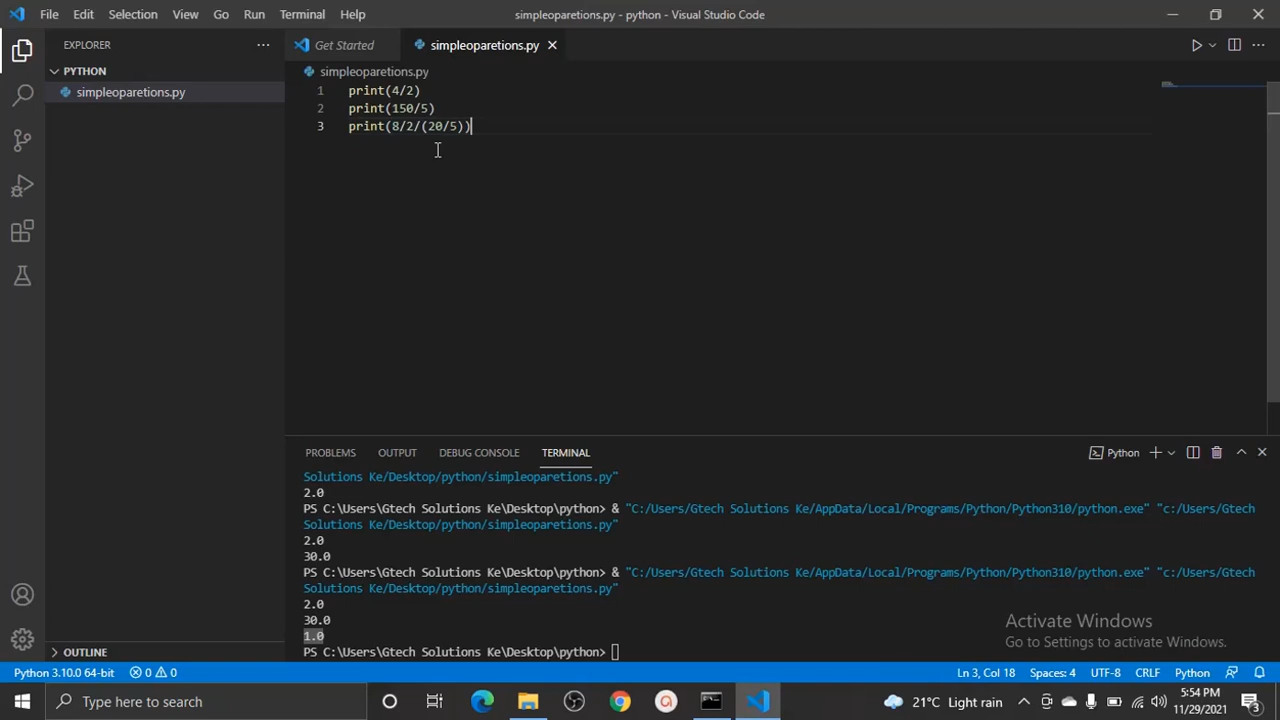 File Edit Selection View Go Run Terminal Help
simpleoparetions.py - python - Visual Studio Code
EXPLORER
Get Started
simpleoparetions.py
PYTHON
simpleoparetions.py
simpleoparetions.py
1 print(4/2)
2 print(150/5)
3 print(8/2/(20/5))
PROBLEMS OUTPUT DEBUG CONSOLE TERMINAL
Python
Solutions Ke/Desktop/python/simpleoparetions.py"
2.0
PS C:\Users\Gtech Solutions Ke\Desktop\python> & "C:/Users/Gtech Solutions Ke/AppData/Local/Programs/Python/Python310/python.exe" "c:/Users/Gtech
Solutions Ke/Desktop/python/simpleoparetions.py"
2.0
30.0
PS C:\Users\Gtech Solutions Ke\Desktop\python> & "C:/Users/Gtech Solutions Ke/AppData/Local/Programs/Python/Python310/python.exe" "c:/Users/Gtech
Solutions Ke/Desktop/python/simpleoparetions.py"
2.0
30.0
1.0
PS C:\Users\Gtech Solutions Ke\Desktop\python>
Activate Windows
Go to Settings to activate Windows.
OUTLINE
Python 3.10.0 64-bit 0 0
Ln 3, Col 18 Spaces: 4 UTF-8 CRLF Python
Type here to search
21°C Light rain
5:54 PM
11/29/2021
3